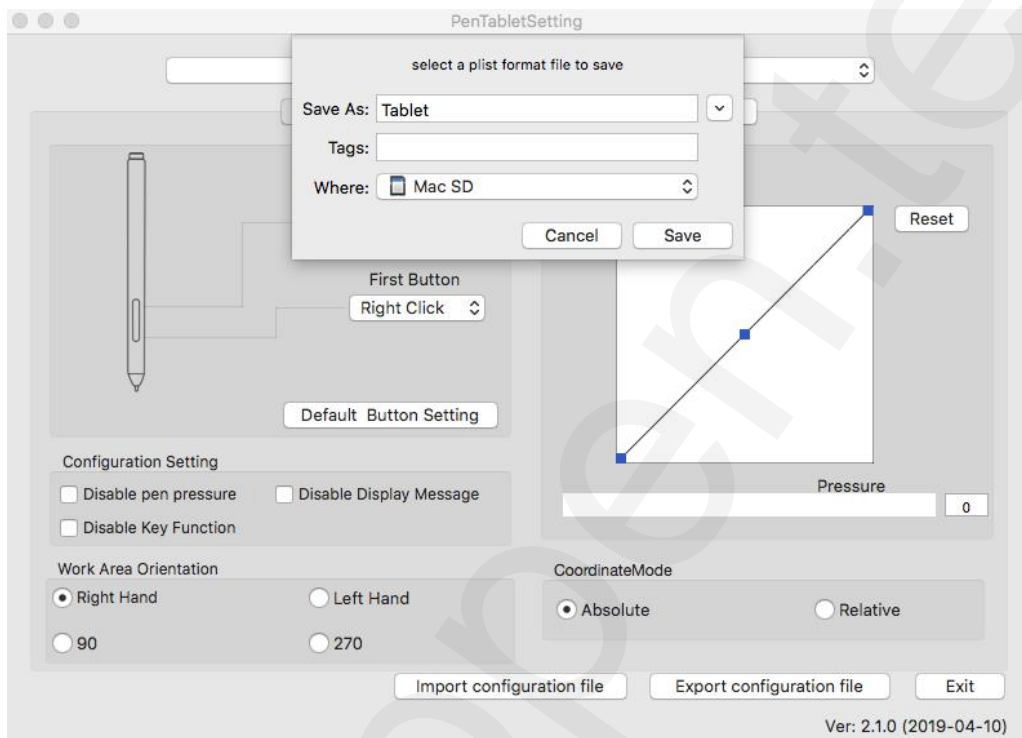 PenTabletSetting
select a plist format file to save
Save As: Tablet
Tags:
Where: Mac SD
Cancel Save
Reset
First Button
Right Click
Default Button Setting
Configuration Setting
Disable pen pressure Disable Display Message
Disable Key Function
Pressure
0
Work Area Orientation
Right Hand Left Hand
90 270
CoordinateMode
Absolute Relative
Import configuration file Export configuration file Exit
Ver: 2.1.0 (2019-04-10)